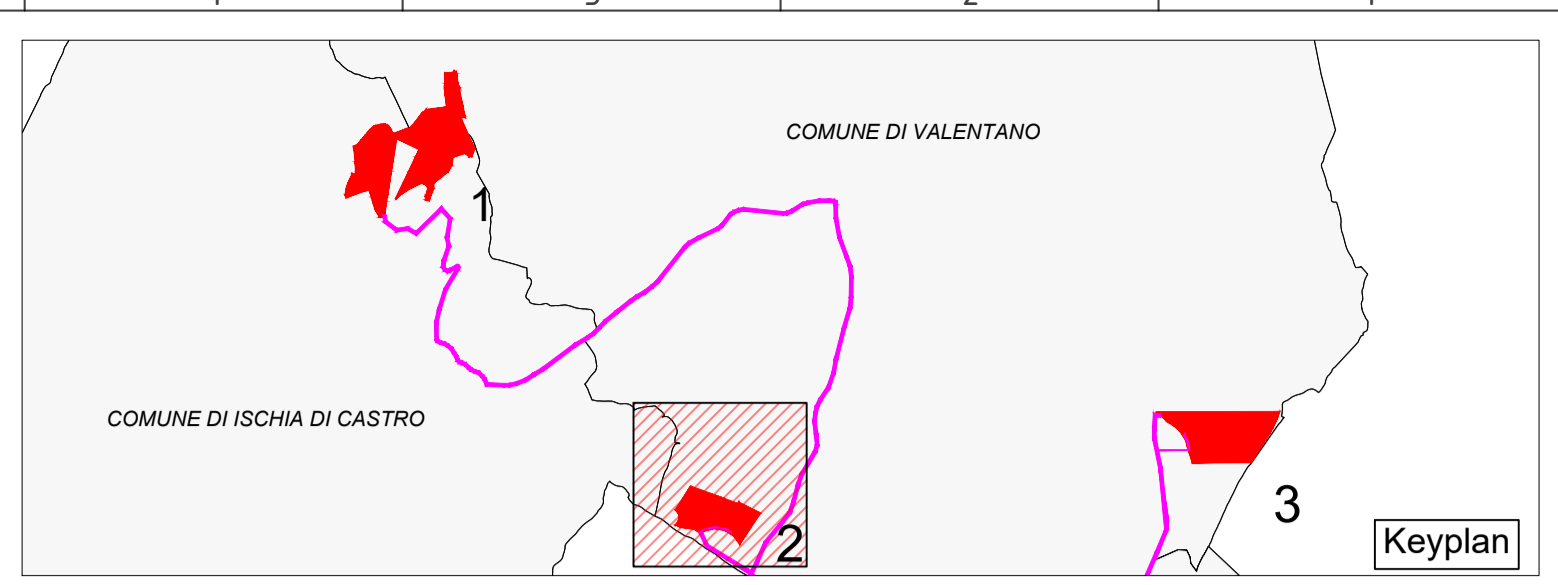 COMUNE DI VALENTANO
1
COMUNE DI ISCHIA DI CASTRO
2
3
Keyplan